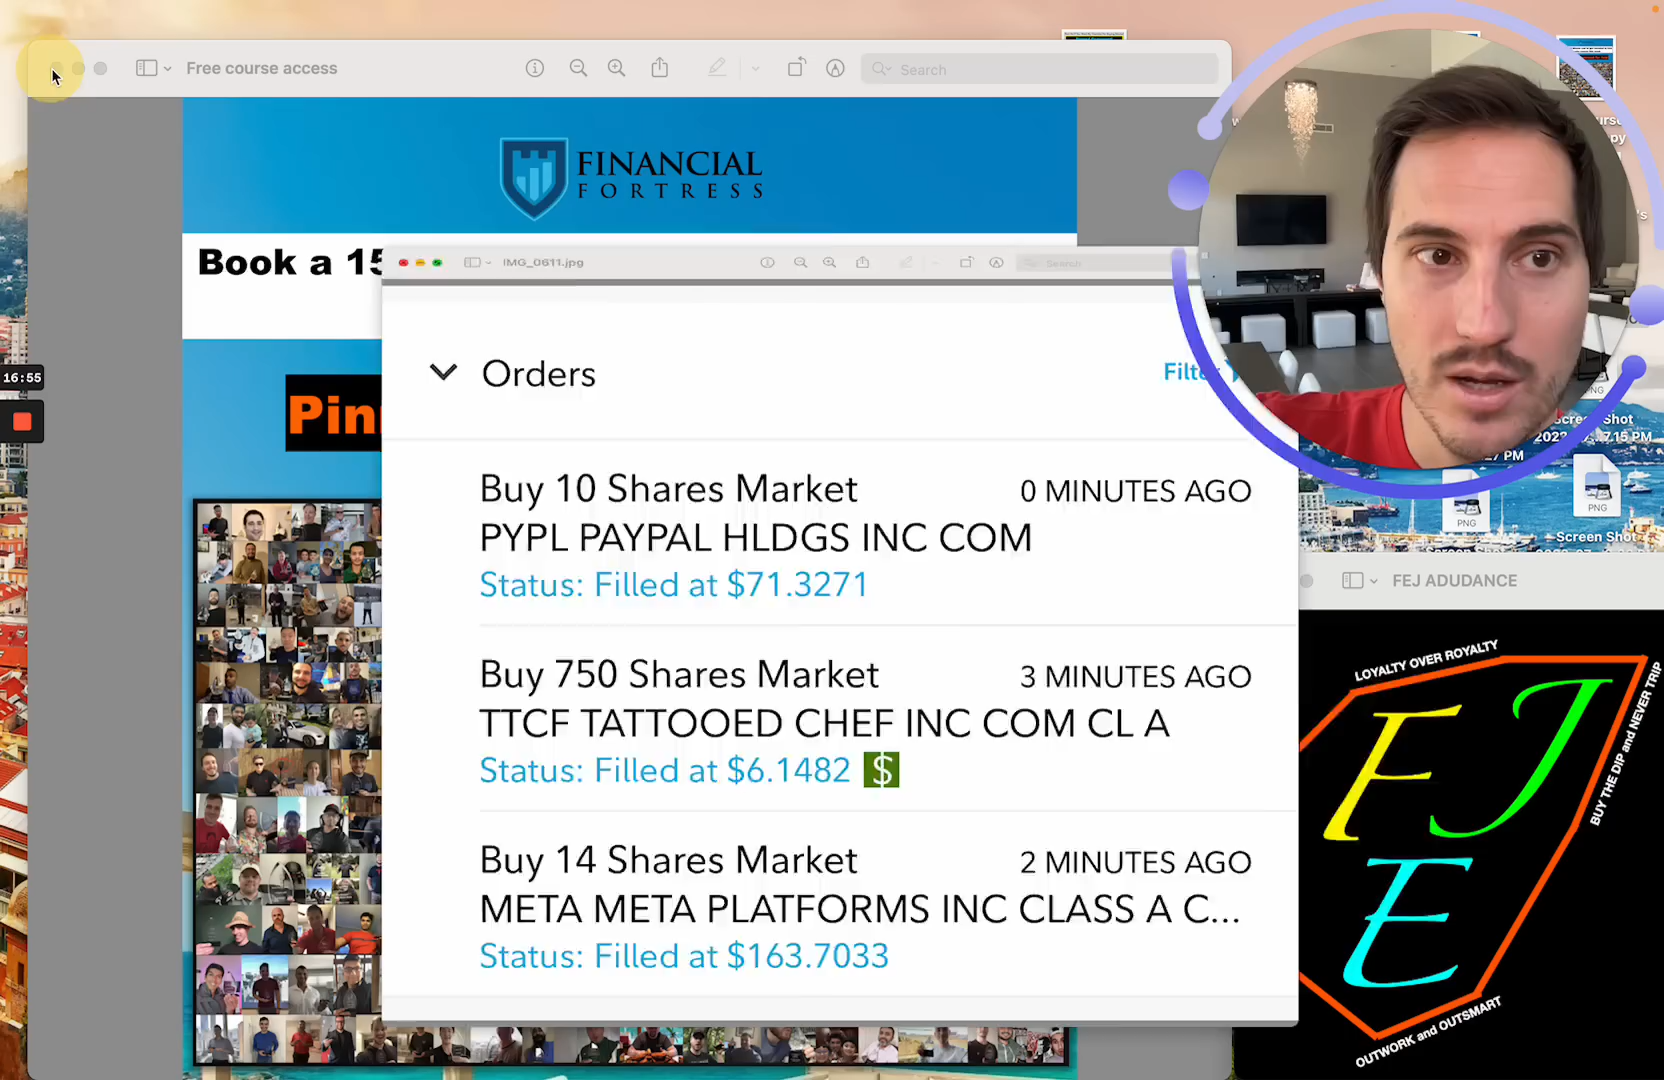 Free course access
Search
FINANCIAL
FORTRESS
Book a 15
IMG_0611.jpg
Search
16:55
Orders
Buy 10 Shares Market
0 MINUTES AGO
PYPL PAYPAL HLDGS INC COM
Status: Filled at $71.3271
Buy 750 Shares Market
3 MINUTES AGO
TTCF TATTOOED CHEF INC COM CL A
Status: Filled at $6.1482 $
Buy 14 Shares Market
2 MINUTES AGO
META META PLATFORMS INC CLASS A C...
Status: Filled at $163.7033
PNG
PNG
PNG
Screen Shot
FEJ ADUDANCE
LOYALTY OVER ROYALTY
BUY THE DIP and NEVER TRIP
F J
E
OUTWORK and OUTSMART